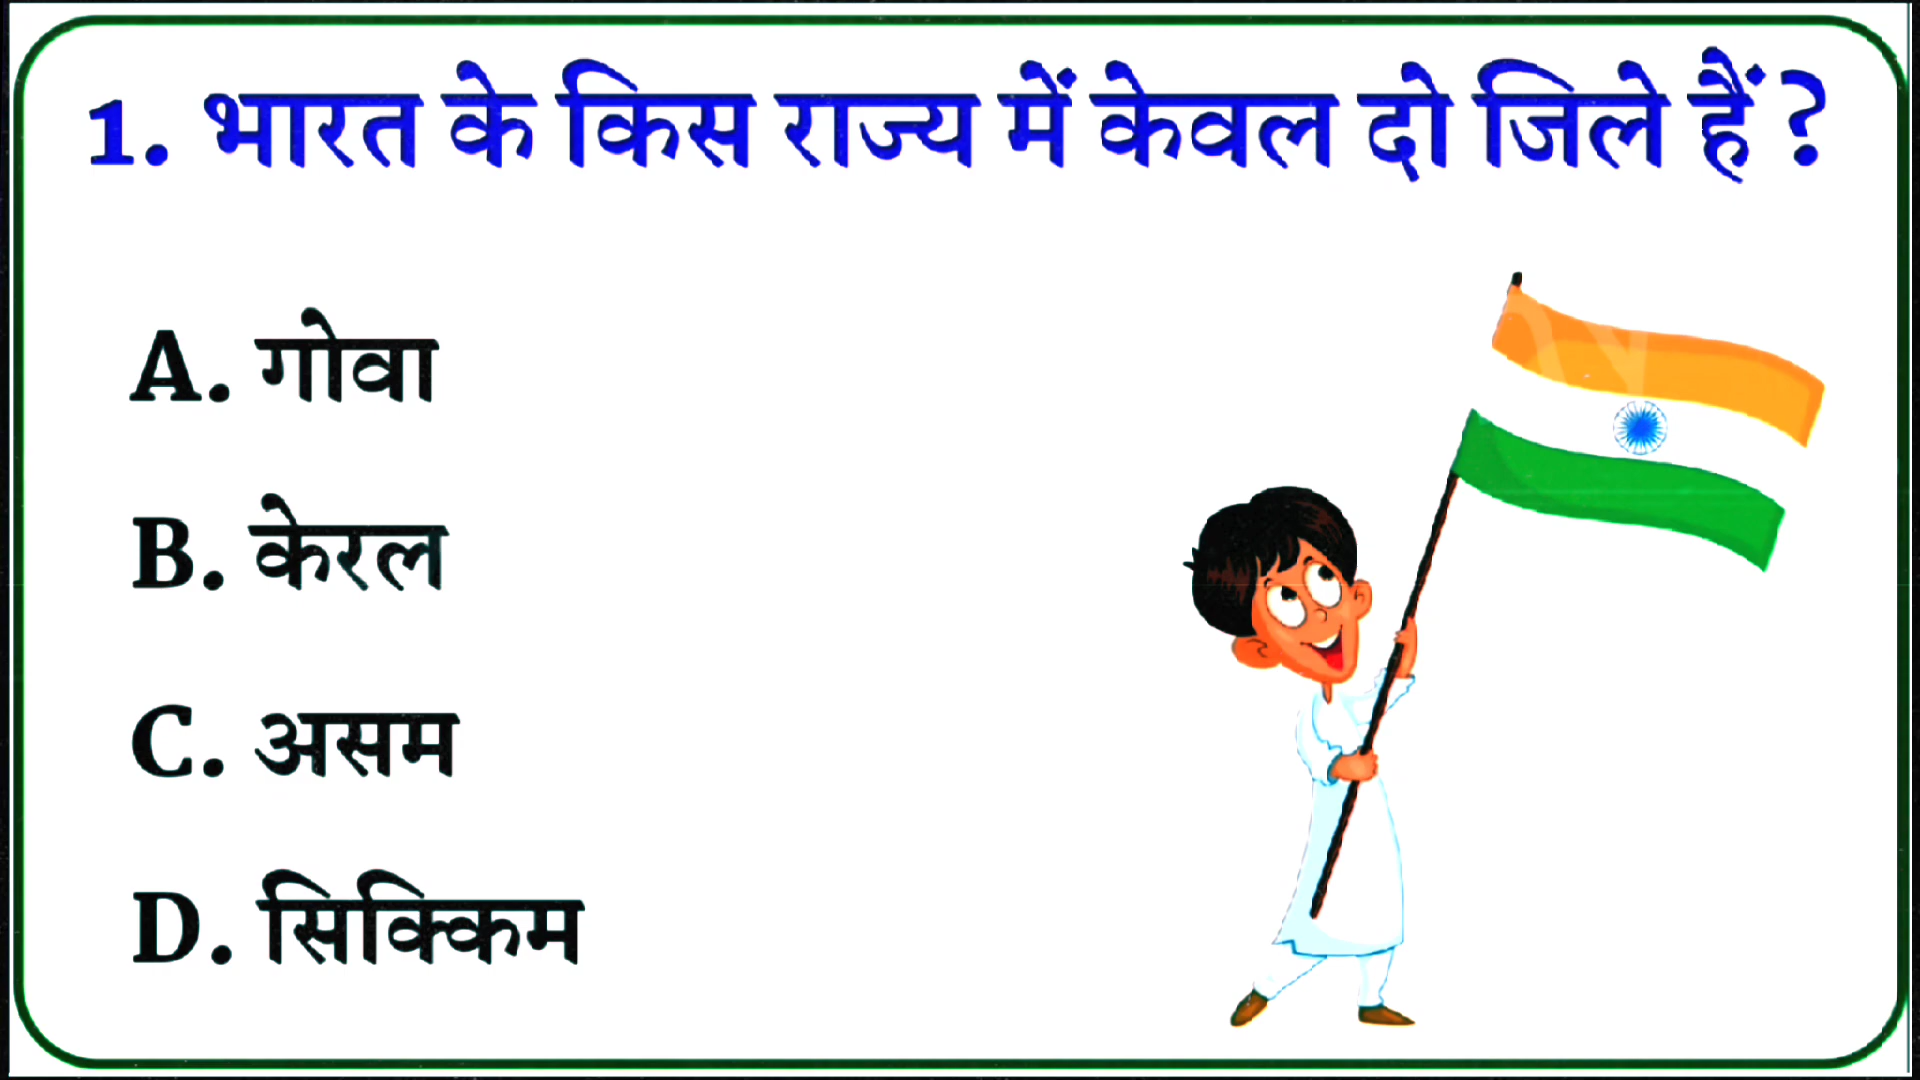 1. भारत के किस राज्य में केवल दो जिले हैं ?
A. गोवा
B. केरल
C. असम
D. सिक्किम